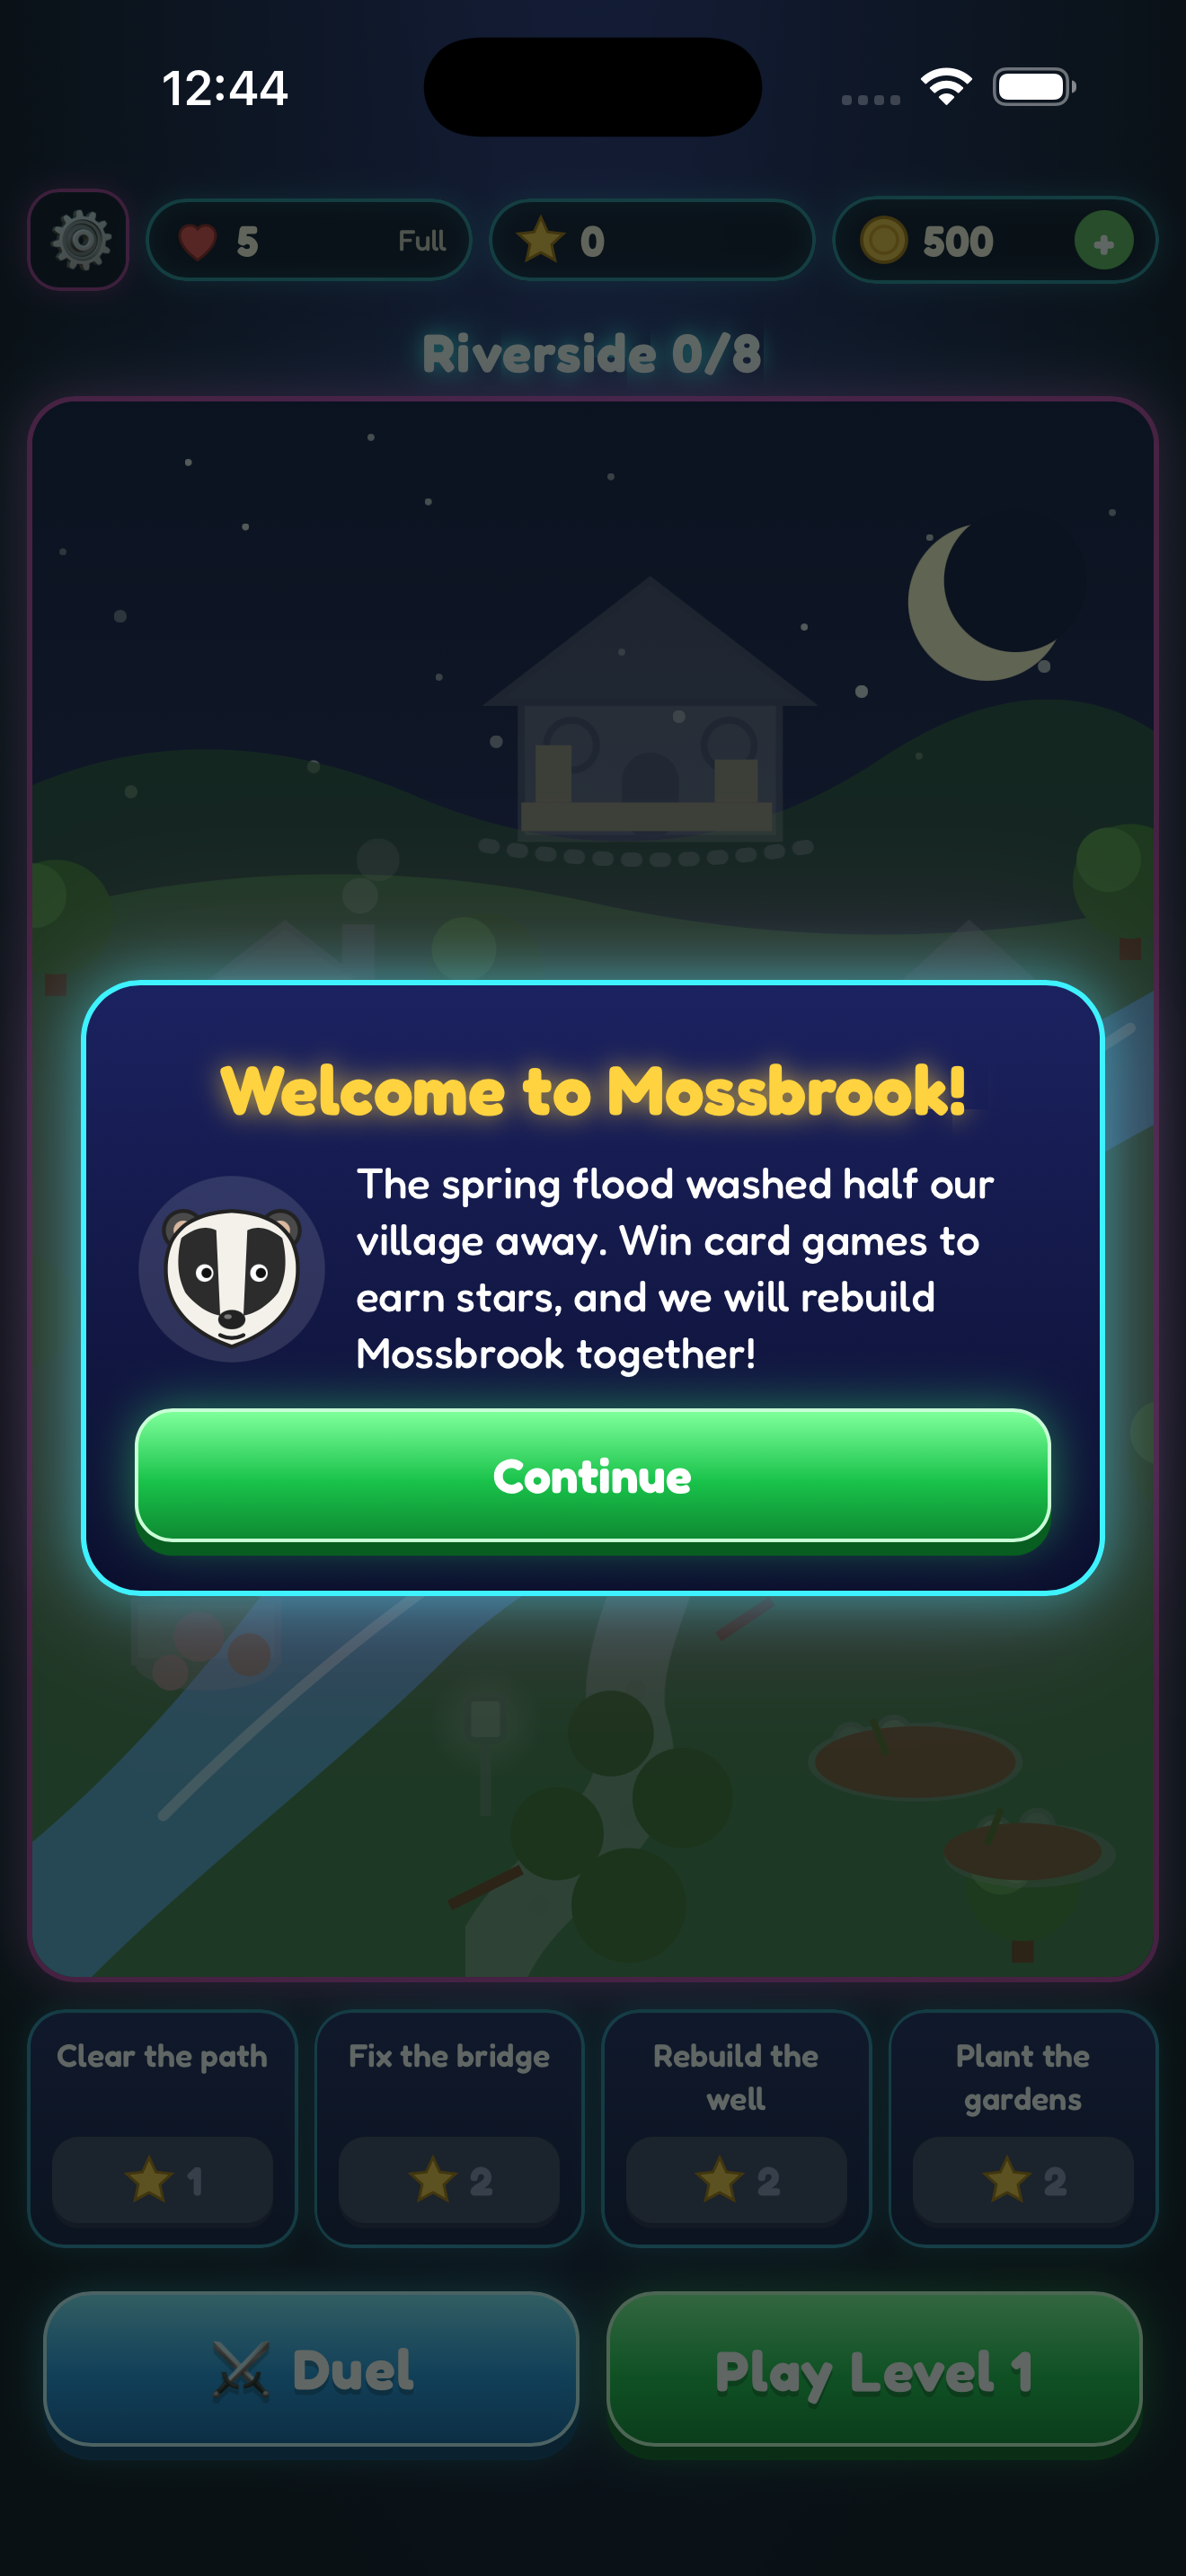 12:44
5 Full 0 500 +
Riverside 0/8
Welcome to Mossbrook!
The spring flood washed half our
village away. Win card games to
earn stars, and we will rebuild
Mossbrook together!
Continue
Clear the path
1
Fix the bridge
2
Rebuild the
well
2
Plant the
gardens
2
Duel
Play Level 1